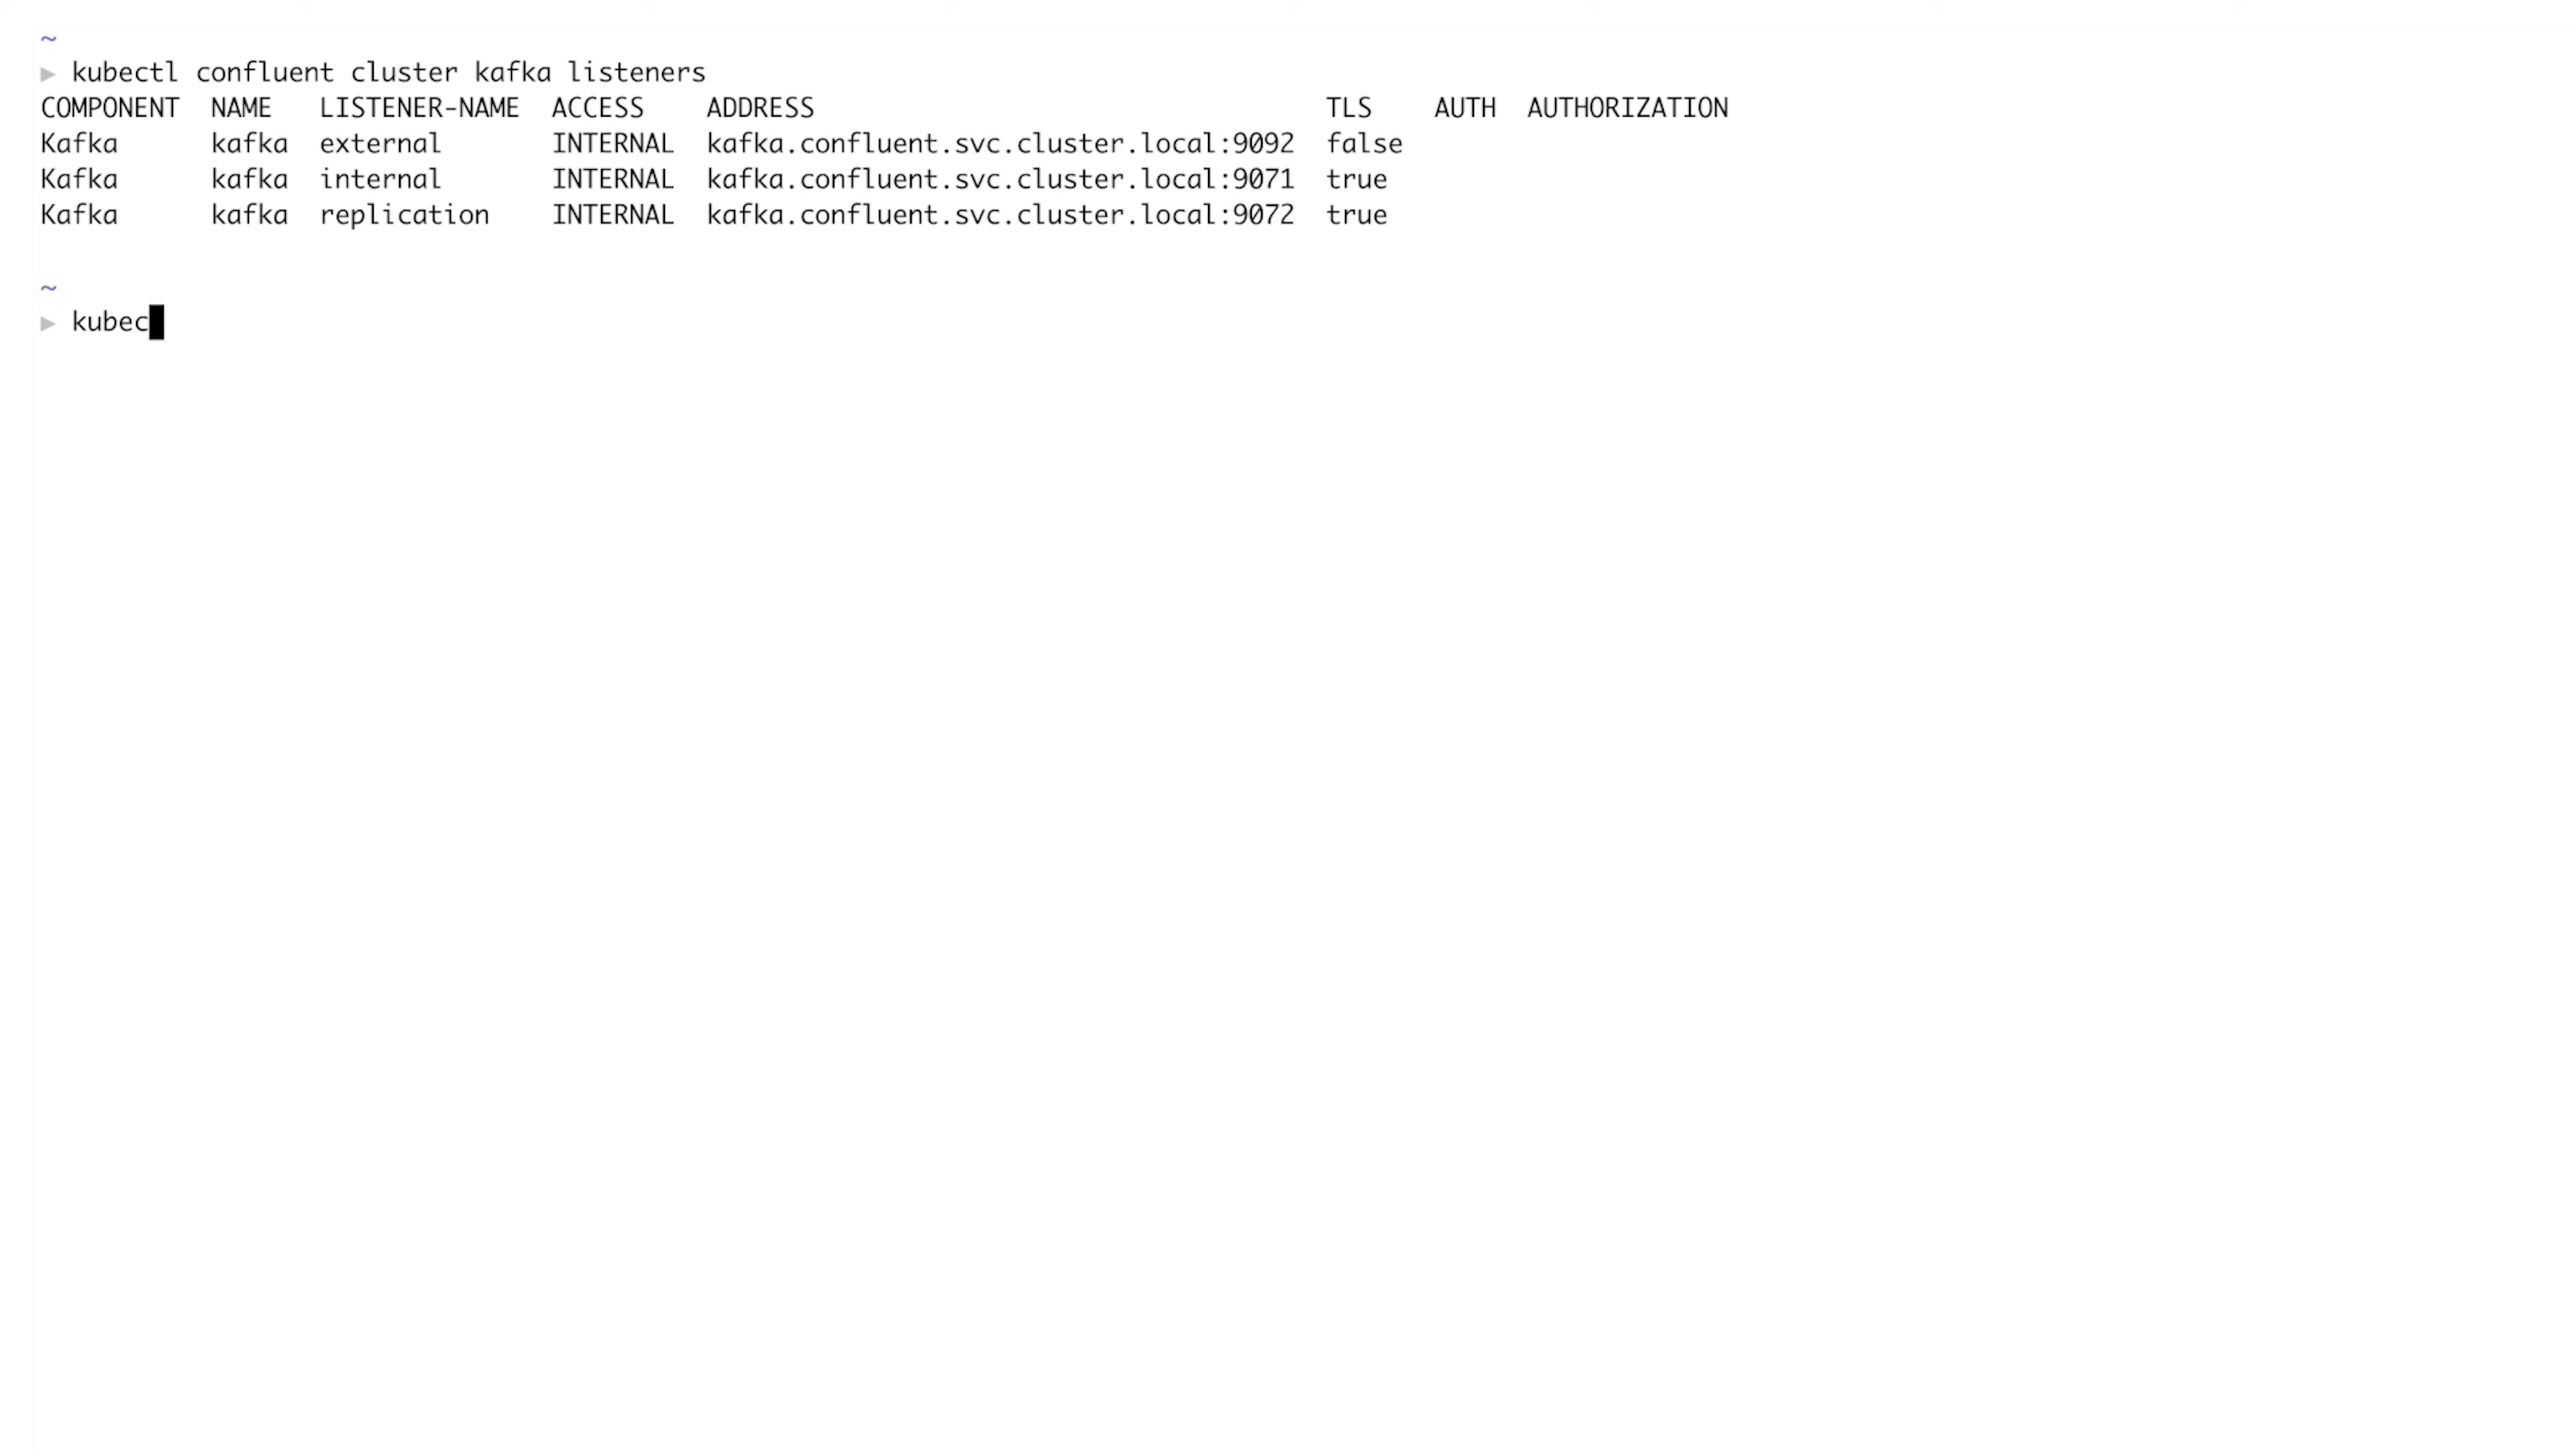 ~
▶ kubectl confluent cluster kafka listeners
COMPONENT NAME LISTENER-NAME ACCESS ADDRESS TLS AUTH AUTHORIZATION
Kafka kafka external INTERNAL kafka.confluent.svc.cluster.local:9092 false
Kafka kafka internal INTERNAL kafka.confluent.svc.cluster.local:9071 true
Kafka kafka replication INTERNAL kafka.confluent.svc.cluster.local:9072 true
~
▶ kubec